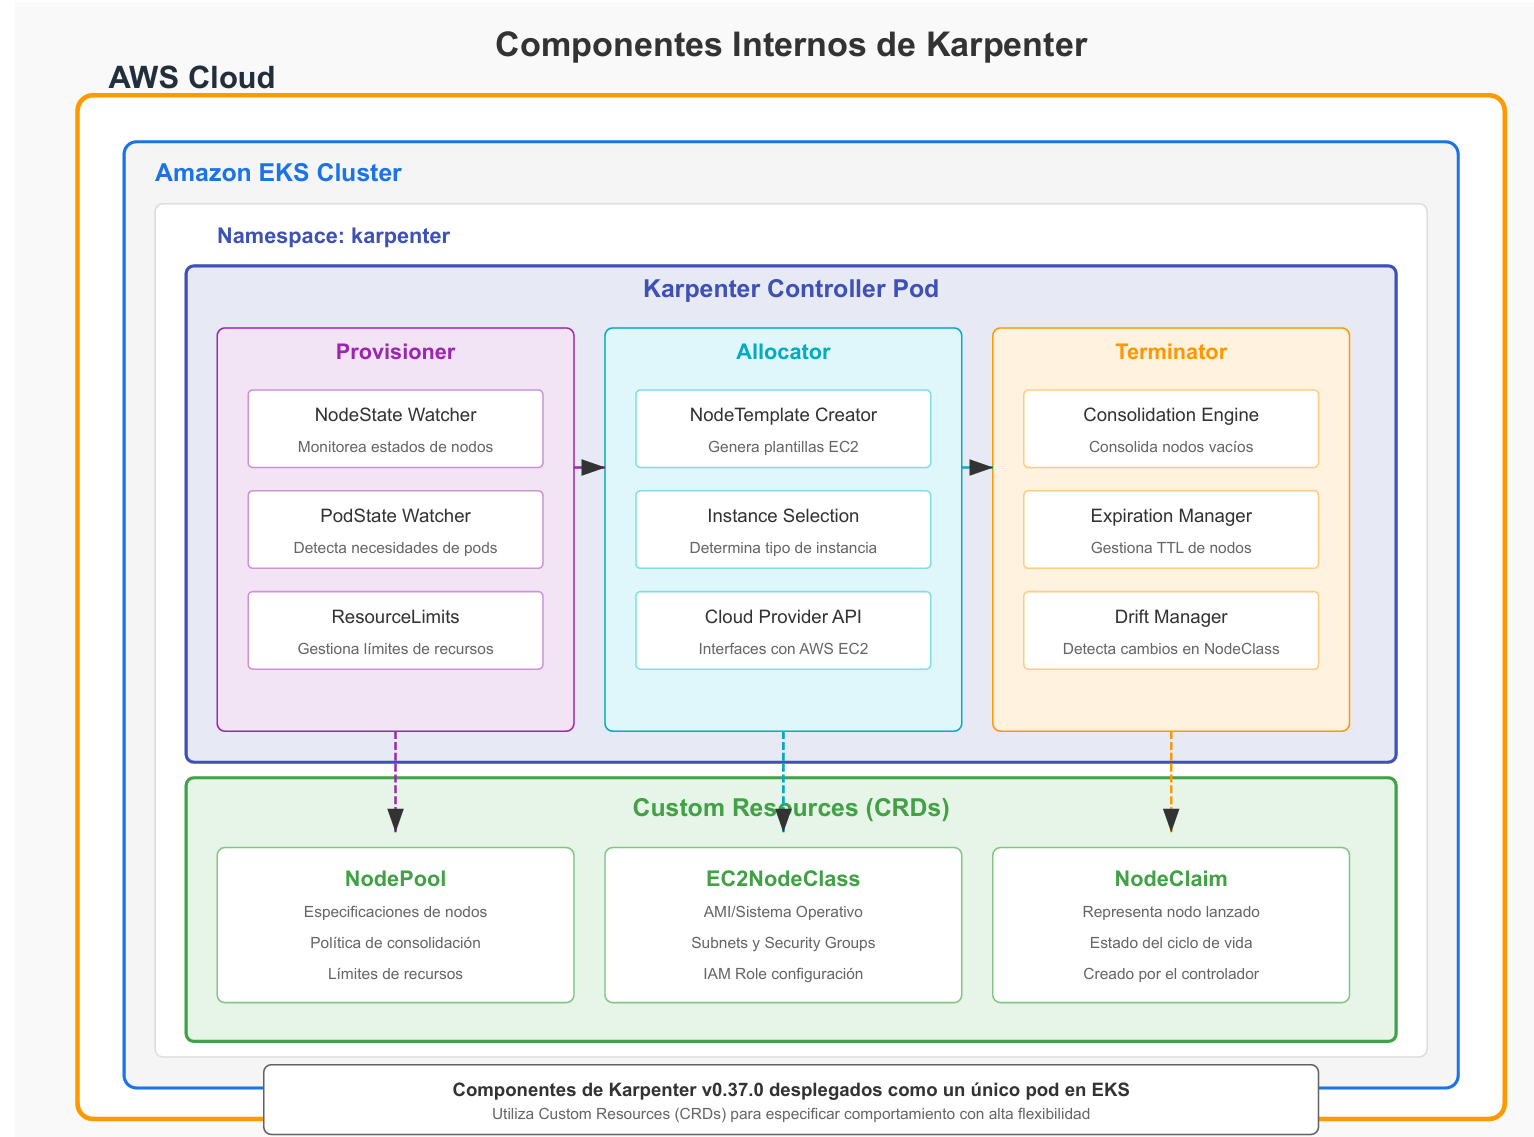 Componentes Internos de Karpenter
AWS Cloud
Amazon EKS Cluster
Namespace: karpenter
Karpenter Controller Pod
Provisioner
NodeState Watcher
Monitorea estados de nodos
PodState Watcher
Detecta necesidades de pods
ResourceLimits
Gestiona límites de recursos
Allocator
NodeTemplate Creator
Genera plantillas EC2
Instance Selection
Determina tipo de instancia
Cloud Provider API
Interfaces con AWS EC2
Terminator
Consolidation Engine
Consolida nodos vacíos
Expiration Manager
Gestiona TTL de nodos
Drift Manager
Detecta cambios en NodeClass
Custom Resources (CRDs)
NodePool
Especificaciones de nodos
Política de consolidación
Límites de recursos
EC2NodeClass
AMI/Sistema Operativo
Subnets y Security Groups
IAM Role configuración
NodeClaim
Representa nodo lanzado
Estado del ciclo de vida
Creado por el controlador
Componentes de Karpenter v0.37.0 desplegados como un único pod en EKS
Utiliza Custom Resources (CRDs) para especificar comportamiento con alta flexibilidad